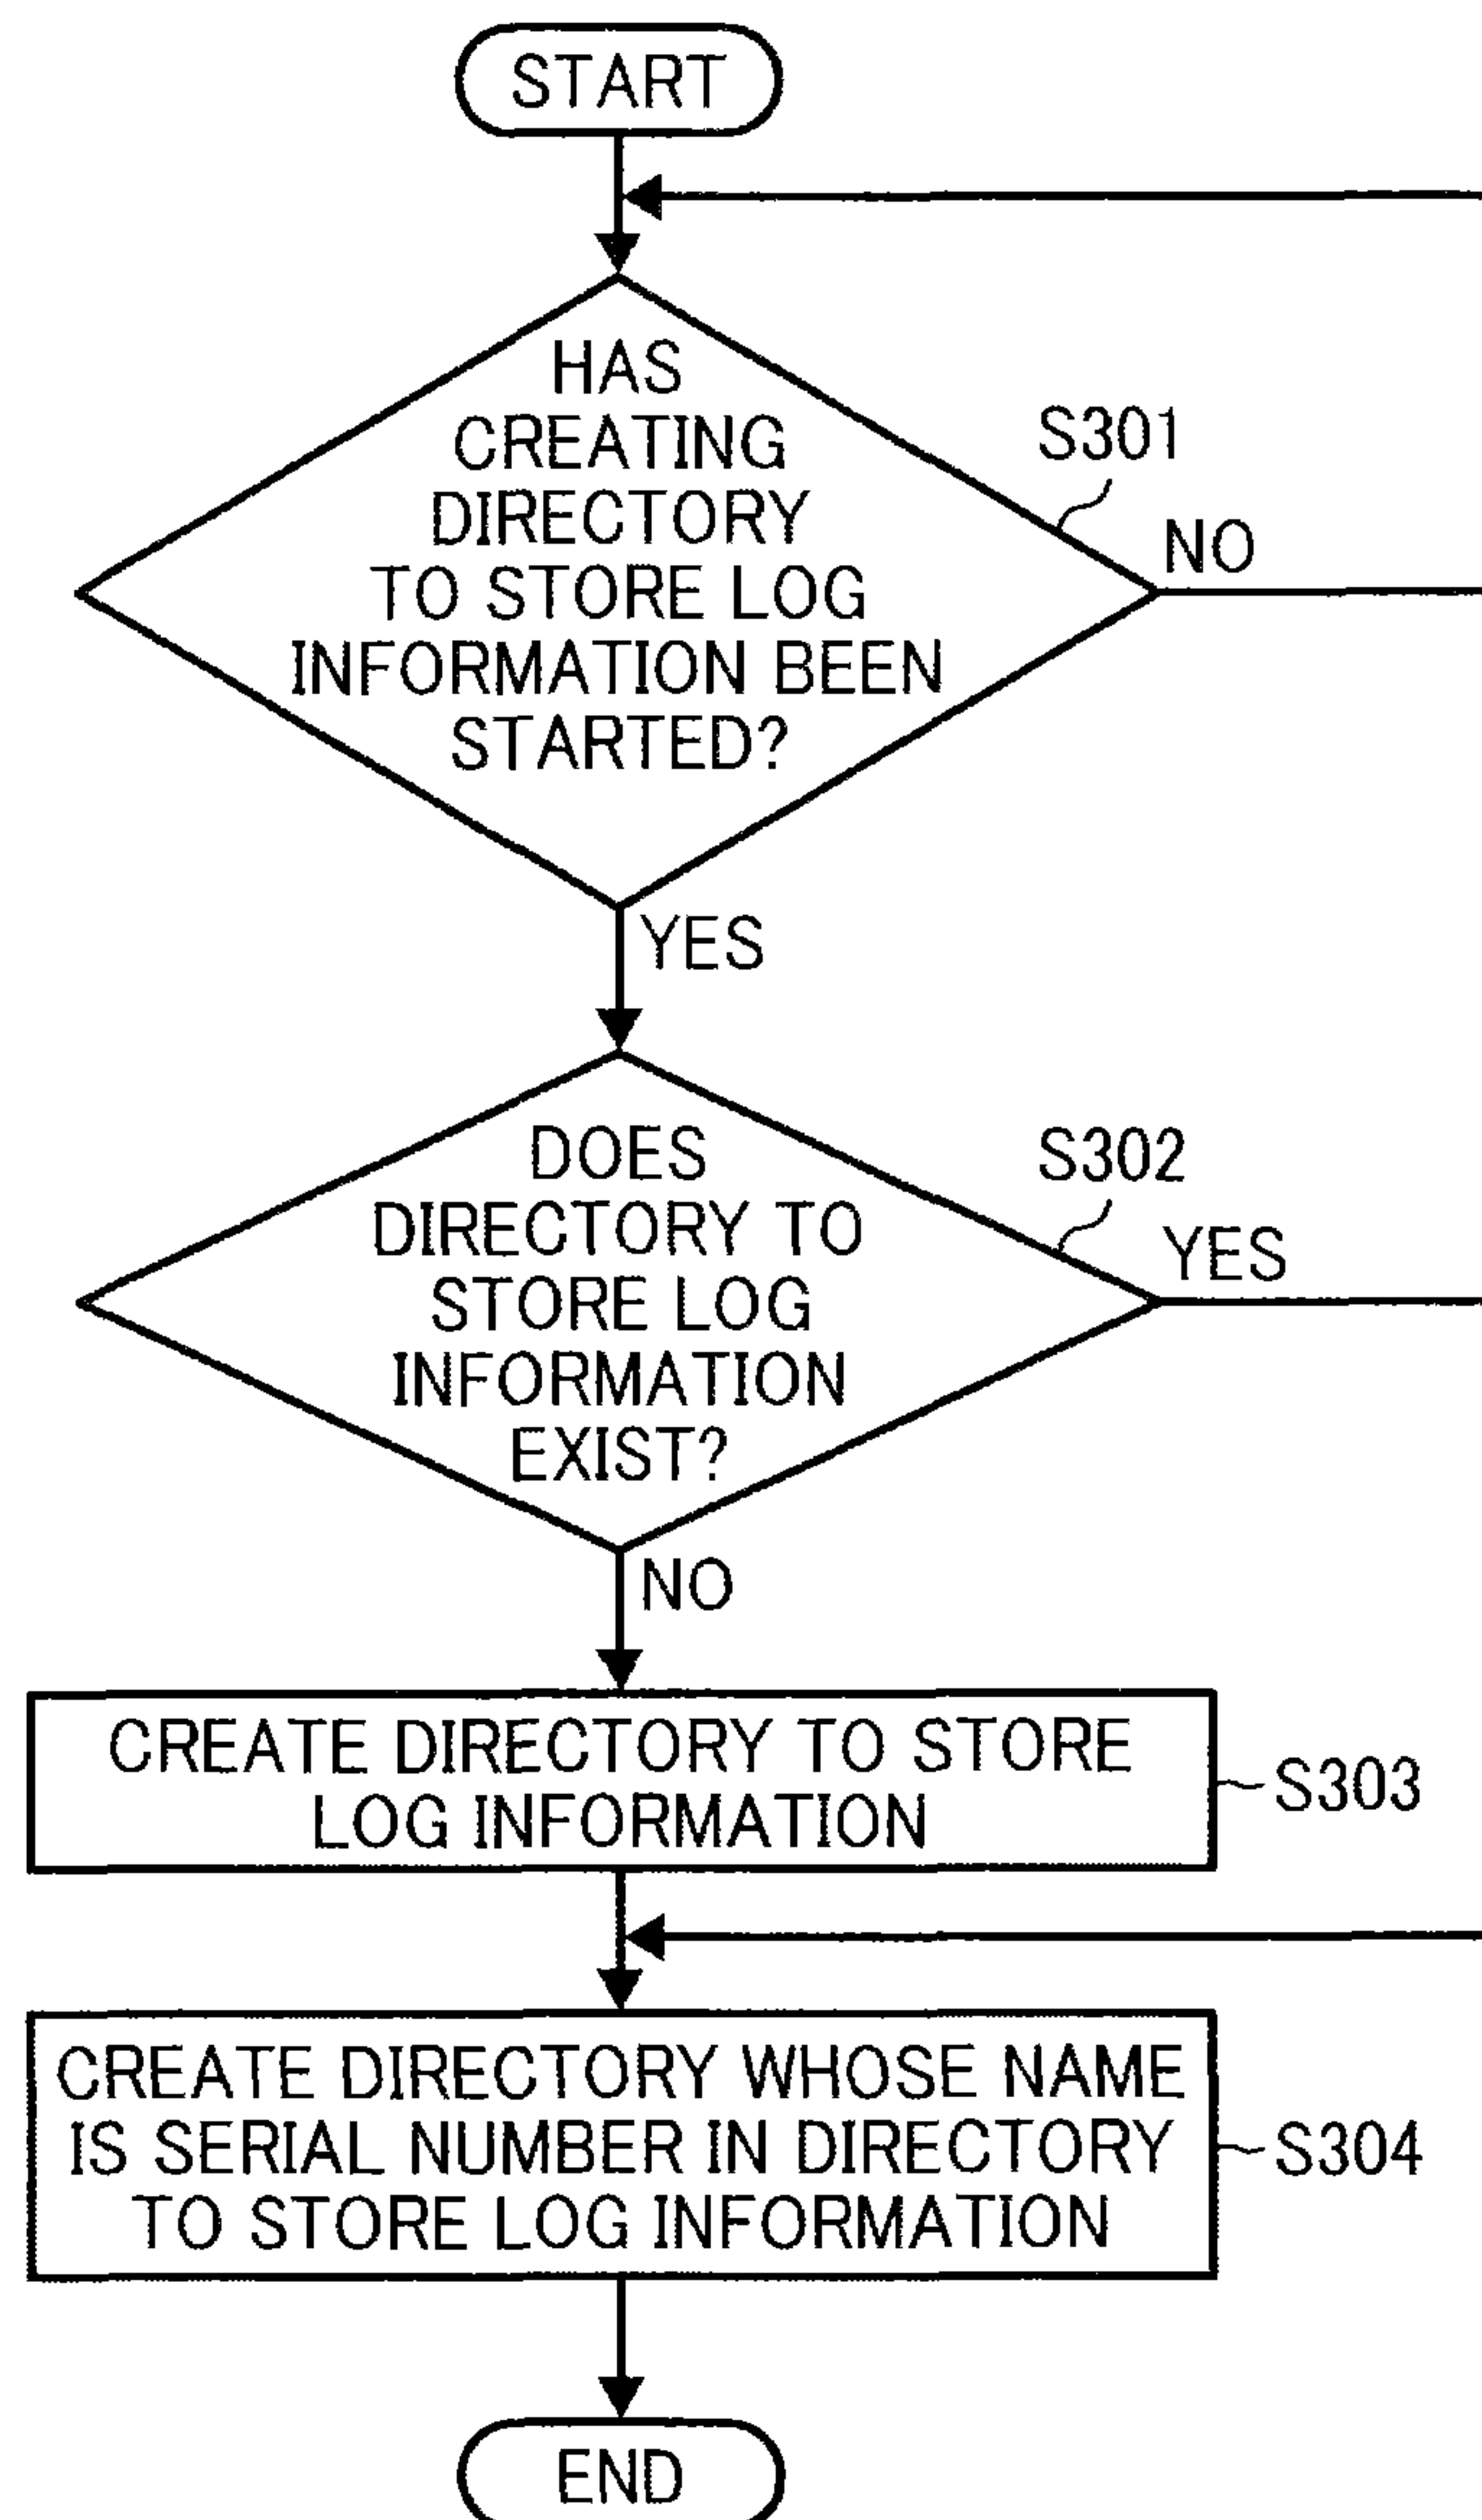 START
HAS
CREATING
DIRECTORY
TO STORE LOG
INFORMATION BEEN
STARTED?
S301
NO
YES
DOES
DIRECTORY TO
STORE LOG
INFORMATION
EXIST?
S302
YES
NO
CREATE DIRECTORY TO STORE
LOG INFORMATION
S303
CREATE DIRECTORY WHOSE NAME
IS SERIAL NUMBER IN DIRECTORY
TO STORE LOG INFORMATION
S304
END